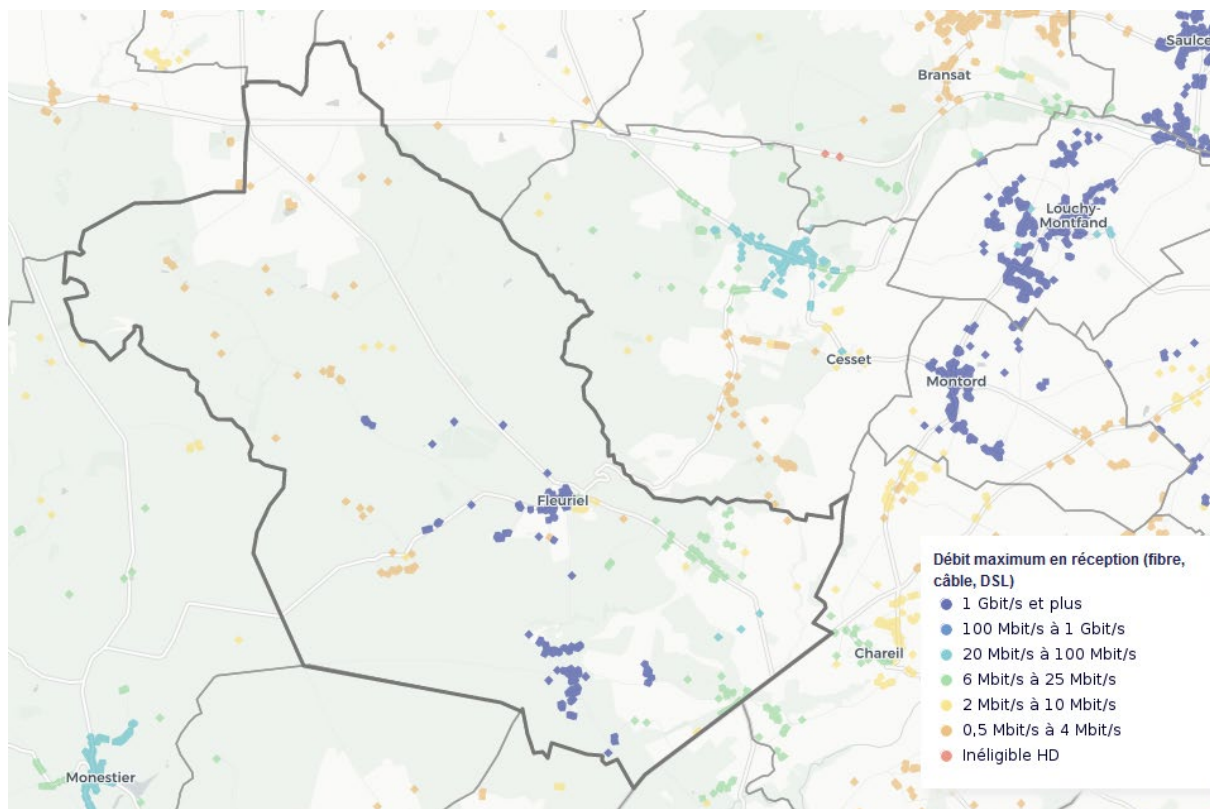 Saulce
Bransat
Louchy-
Montfand
Cesset
Montord
Fleuriel
Chareil
Monestier
Débit maximum en réception (fibre,
câble, DSL)
1 Gbit/s et plus
100 Mbit/s à 1 Gbit/s
20 Mbit/s à 100 Mbit/s
6 Mbit/s à 25 Mbit/s
2 Mbit/s à 10 Mbit/s
0,5 Mbit/s à 4 Mbit/s
Inéligible HD